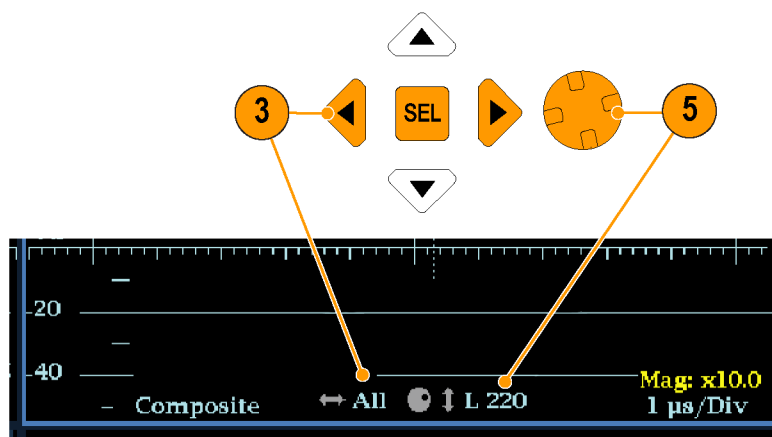 3 SEL 5
-20
-40
Mag: x10.0
– Composite ↔ All ↕ L 220 1 µs/Div